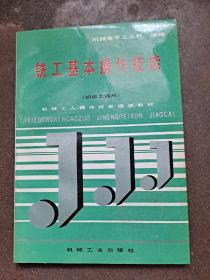 机械电子工业部 统编
铣工基本操作技能
(初级工适用)
机械工人操作技能培训教材
JIXIEGONGRENCAOZUO JINENGPEIXUN JIAOCAI
JJJ
机械工业出版社